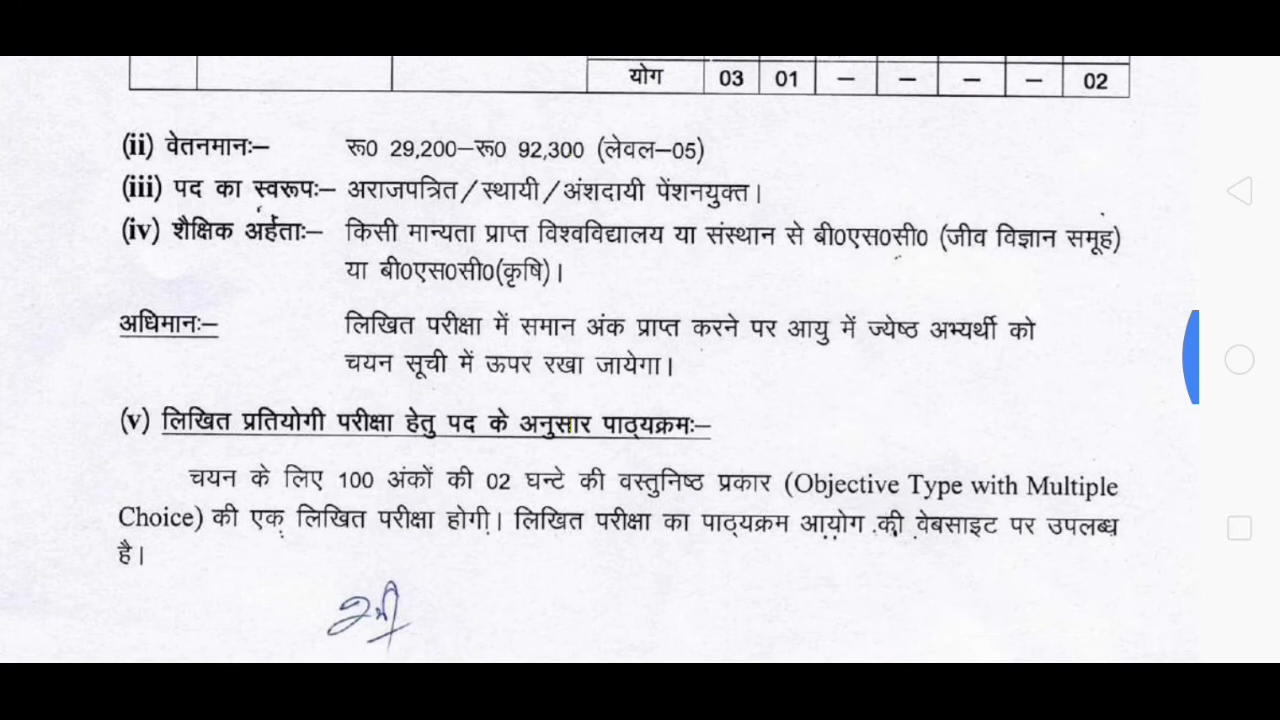 योग 03 01 – – – – 02
(ii) वेतनमानः– रू0 29,200–रू0 92,300 (लेवल–05)
(iii) पद का स्वरूपः– अराजपत्रित/स्थायी/अंशदायी पेंशनयुक्त।
(iv) शैक्षिक अर्हताः– किसी मान्यता प्राप्त विश्वविद्यालय या संस्थान से बी0एस0सी0 (जीव विज्ञान समूह)
या बी0एस0सी0(कृषि)।
अधिमानः– लिखित परीक्षा में समान अंक प्राप्त करने पर आयु में ज्येष्ठ अभ्यर्थी को
चयन सूची में ऊपर रखा जायेगा।
(v) लिखित प्रतियोगी परीक्षा हेतु पद के अनुसार पाठ्यक्रमः–
चयन के लिए 100 अंकों की 02 घन्टे की वस्तुनिष्ठ प्रकार (Objective Type with Multiple
Choice) की एक लिखित परीक्षा होगी। लिखित परीक्षा का पाठ्यक्रम आयोग की वेबसाइट पर उपलब्ध
है।